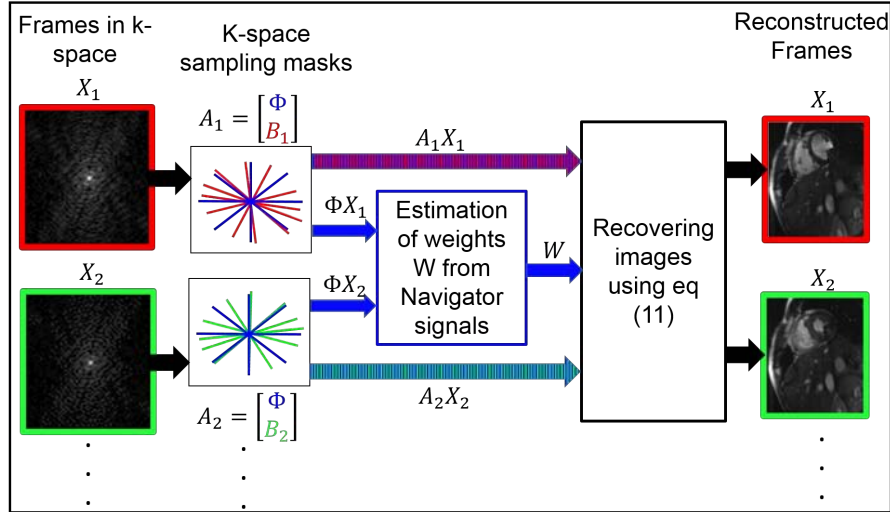 Frames in k-
space
K-space
sampling masks
Reconstructed
Frames
X₁
A₁ = [Φ
B₁]
A₁X₁
X₁
ΦX₁
Estimation
of weights
W from
Navigator
signals
W
Recovering
images
using eq
(11)
X₂
ΦX₂
X₂
A₂X₂
A₂ = [Φ
B₂]